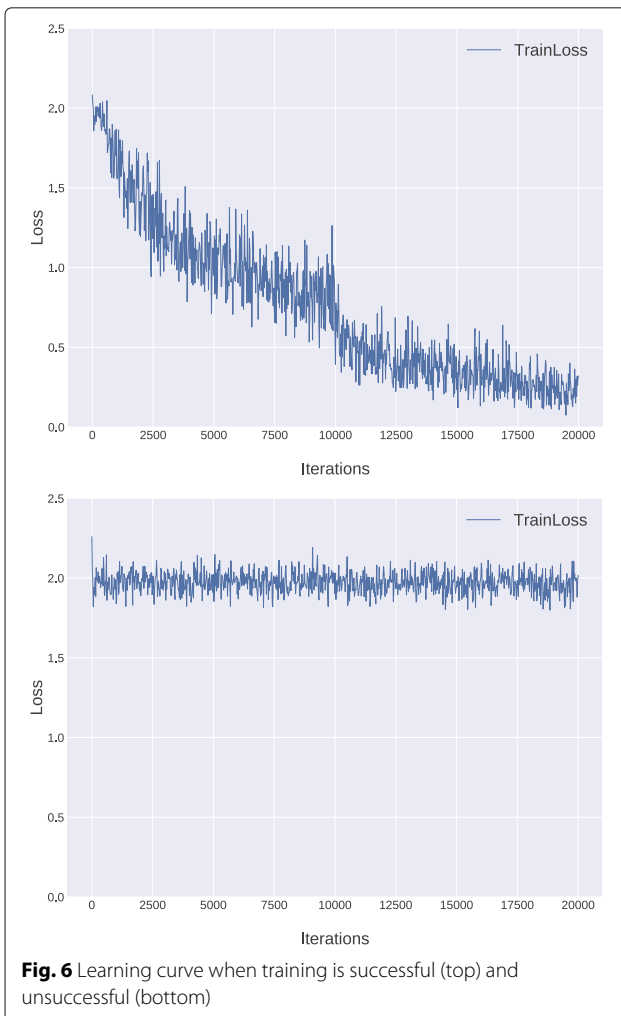 2.5
TrainLoss
2.0
1.5
Loss
1.0
0.5
0.0
0 2500 5000 7500 10000 12500 15000 17500 20000
Iterations
2.5
TrainLoss
2.0
1.5
Loss
1.0
0.5
0.0
0 2500 5000 7500 10000 12500 15000 17500 20000
Iterations
Fig. 6 Learning curve when training is successful (top) and
unsuccessful (bottom)